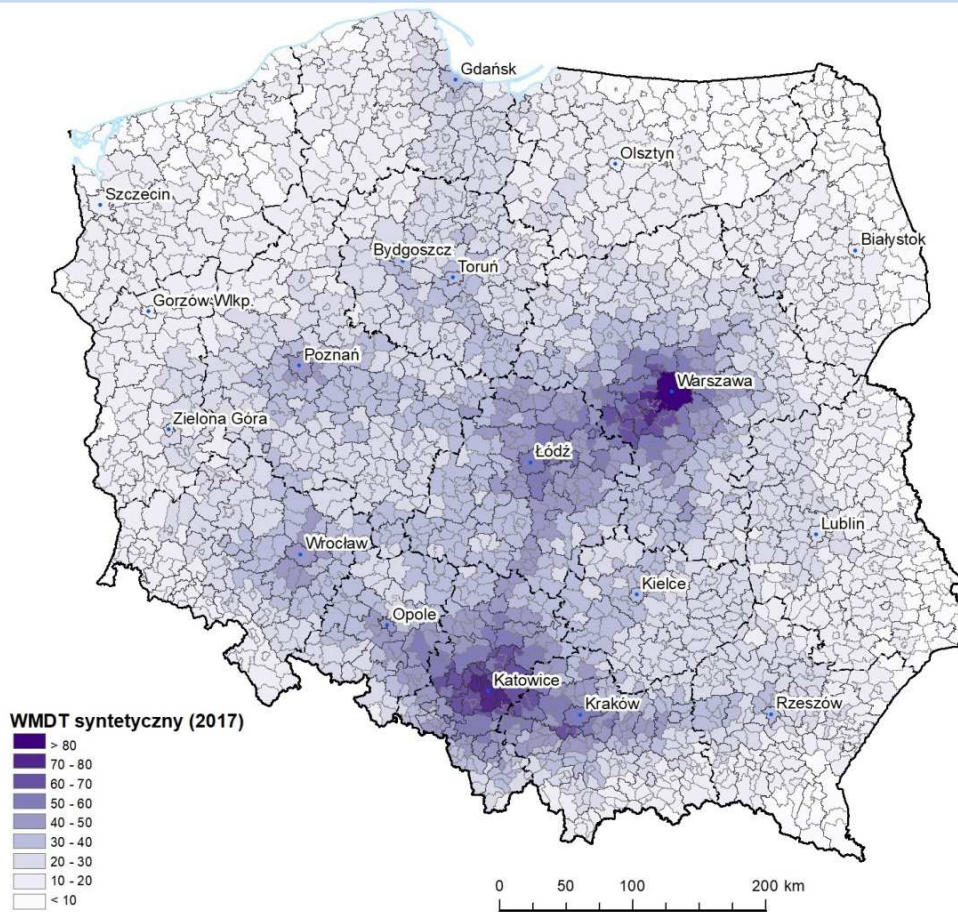 Gdańsk
Olsztyn
Szczecin
Białystok
Bydgoszcz
Toruń
Gorzów Wlkp.
Poznań
Warszawa
Zielona Góra
Łódź
Lublin
Wrocław
Kielce
Opole
Katowice
Kraków
Rzeszów
WMDT syntetyczny (2017)
> 80
70 - 80
60 - 70
50 - 60
40 - 50
30 - 40
20 - 30
10 - 20
< 10
0 50 100 200 km